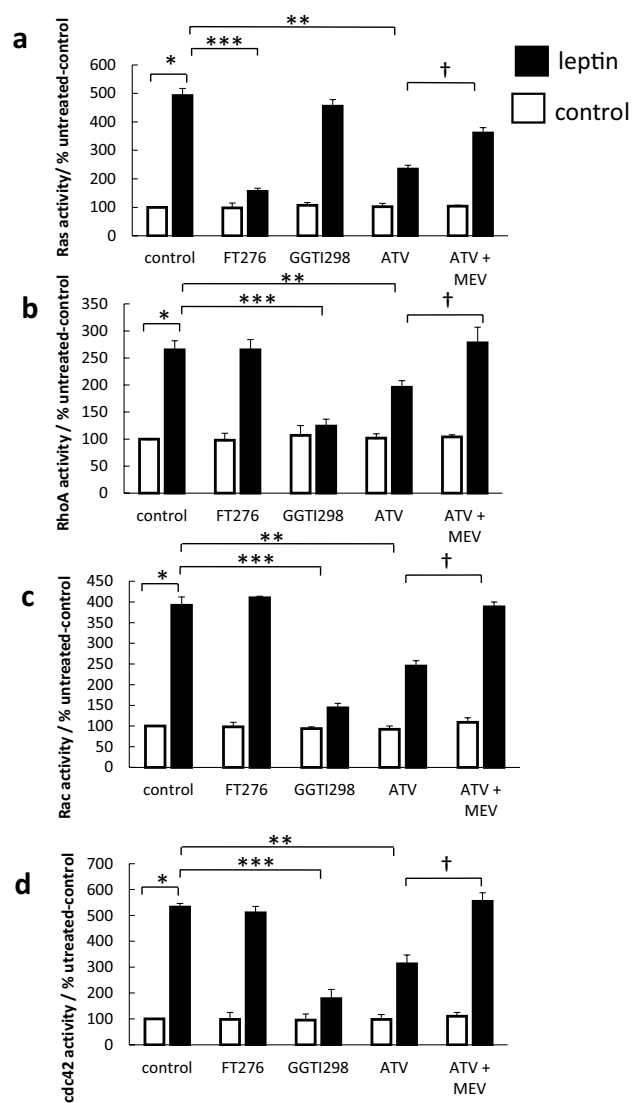 a
**
*
***
leptin
control
Ras activity/ % untreated-control
600
500
400
300
200
100
0
†
control
FT276
GGTI298
ATV
ATV +
MEV
b
**
***
*
†
RhoA activity / % untreated-control
350
300
250
200
150
100
50
0
control
FT276
GGTI298
ATV
ATV +
MEV
c
**
***
*
†
Rac activity / % untreated-control
450
400
350
300
250
200
150
100
50
0
control
FT276
GGTI298
ATV
ATV +
MEV
d
**
***
*
†
cdc42 activity / % utreated-control
700
600
500
400
300
200
100
0
control
FT276
GGTI298
ATV
ATV +
MEV